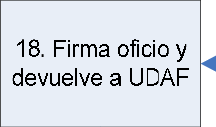 18. Firma oficio y
devuelve a UDAF